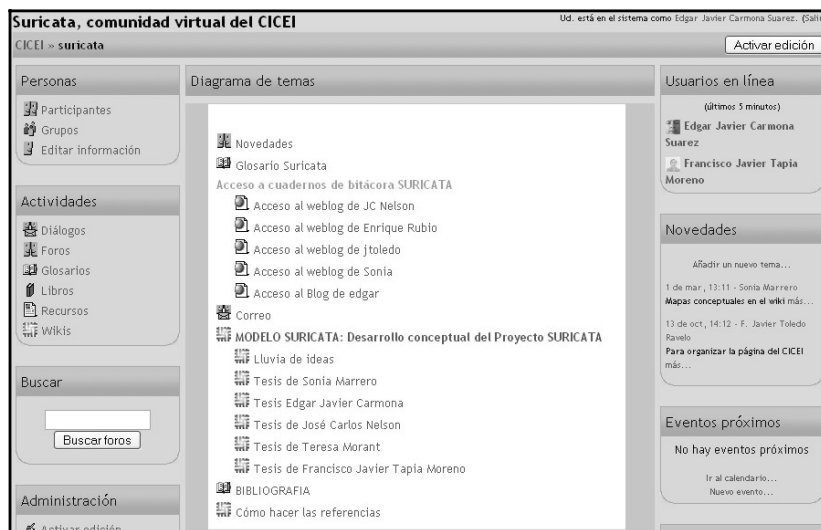 Suricata, comunidad virtual del CICEI
Ud. está en el sistema como Edgar Javier Carmona Suarez. (Sali
CICEI » suricata
Activar edición
Personas
Participantes
Grupos
Editar información
Actividades
Diálogos
Foros
Glosarios
Libros
Recursos
Wikis
Buscar
Buscar foros
Administración
Activar edición
Diagrama de temas
Novedades
Glosario Suricata
Acceso a cuadernos de bitácora SURICATA
Acceso al weblog de JC Nelson
Acceso al weblog de Enrique Rubio
Acceso al weblog de jtoledo
Acceso al weblog de Sonia
Acceso al Blog de edgar
Correo
MODELO SURICATA: Desarrollo conceptual del Proyecto SURICATA
Lluvia de ideas
Tesis de Sonia Marrero
Tesis Edgar Javier Carmona
Tesis de José Carlos Nelson
Tesis de Teresa Morant
Tesis de Francisco Javier Tapia Moreno
BIBLIOGRAFIA
Cómo hacer las referencias
Usuarios en línea
(últimos 5 minutos)
Edgar Javier Carmona
Suarez
Francisco Javier Tapia
Moreno
Novedades
Añadir un nuevo tema...
1 de mar, 13:11 - Sonia Marrero
Mapas conceptuales en el wiki más...
13 de oct, 14:12 - F. Javier Toledo
Ravelo
Para organizar la página del CICEI
más...
Eventos próximos
No hay eventos próximos
Ir al calendario...
Nuevo evento...